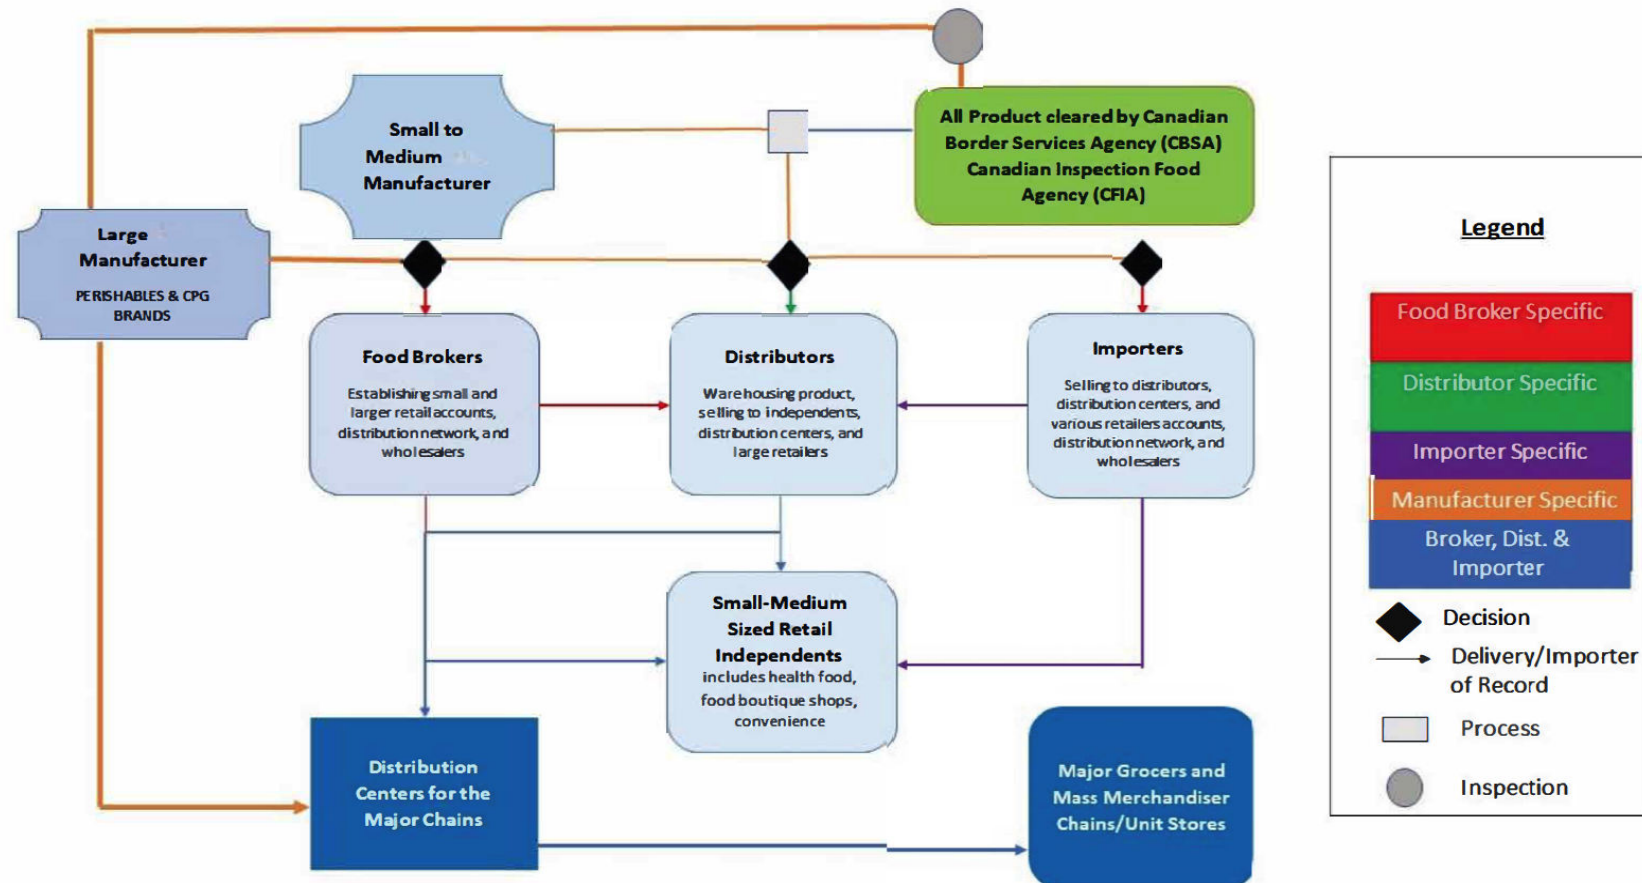 All Product cleared by Canadian
Border Services Agency (CBSA)
Canadian Inspection Food
Agency (CFIA)
Small to
Medium
Manufacturer
Large
Manufacturer
PERISHABLES & CPG
BRANDS
Food Brokers
Establishing small and
larger retail accounts,
distribution network, and
wholesalers
Distributors
Warehousing product,
selling to independents,
distribution centers, and
large retailers
Importers
Selling to distributors,
distribution centers, and
various retailers accounts,
distribution network, and
wholesalers
Small-Medium
Sized Retail
Independents
includes health food,
food boutique shops,
convenience
Distribution
Centers for the
Major Chains
Major Grocers and
Mass Merchandiser
Chains/Unit Stores
Legend
Food Broker Specific
Distributor Specific
Importer Specific
Manufacturer Specific
Broker, Dist. &
Importer
Decision
Delivery/Importer
of Record
Process
Inspection